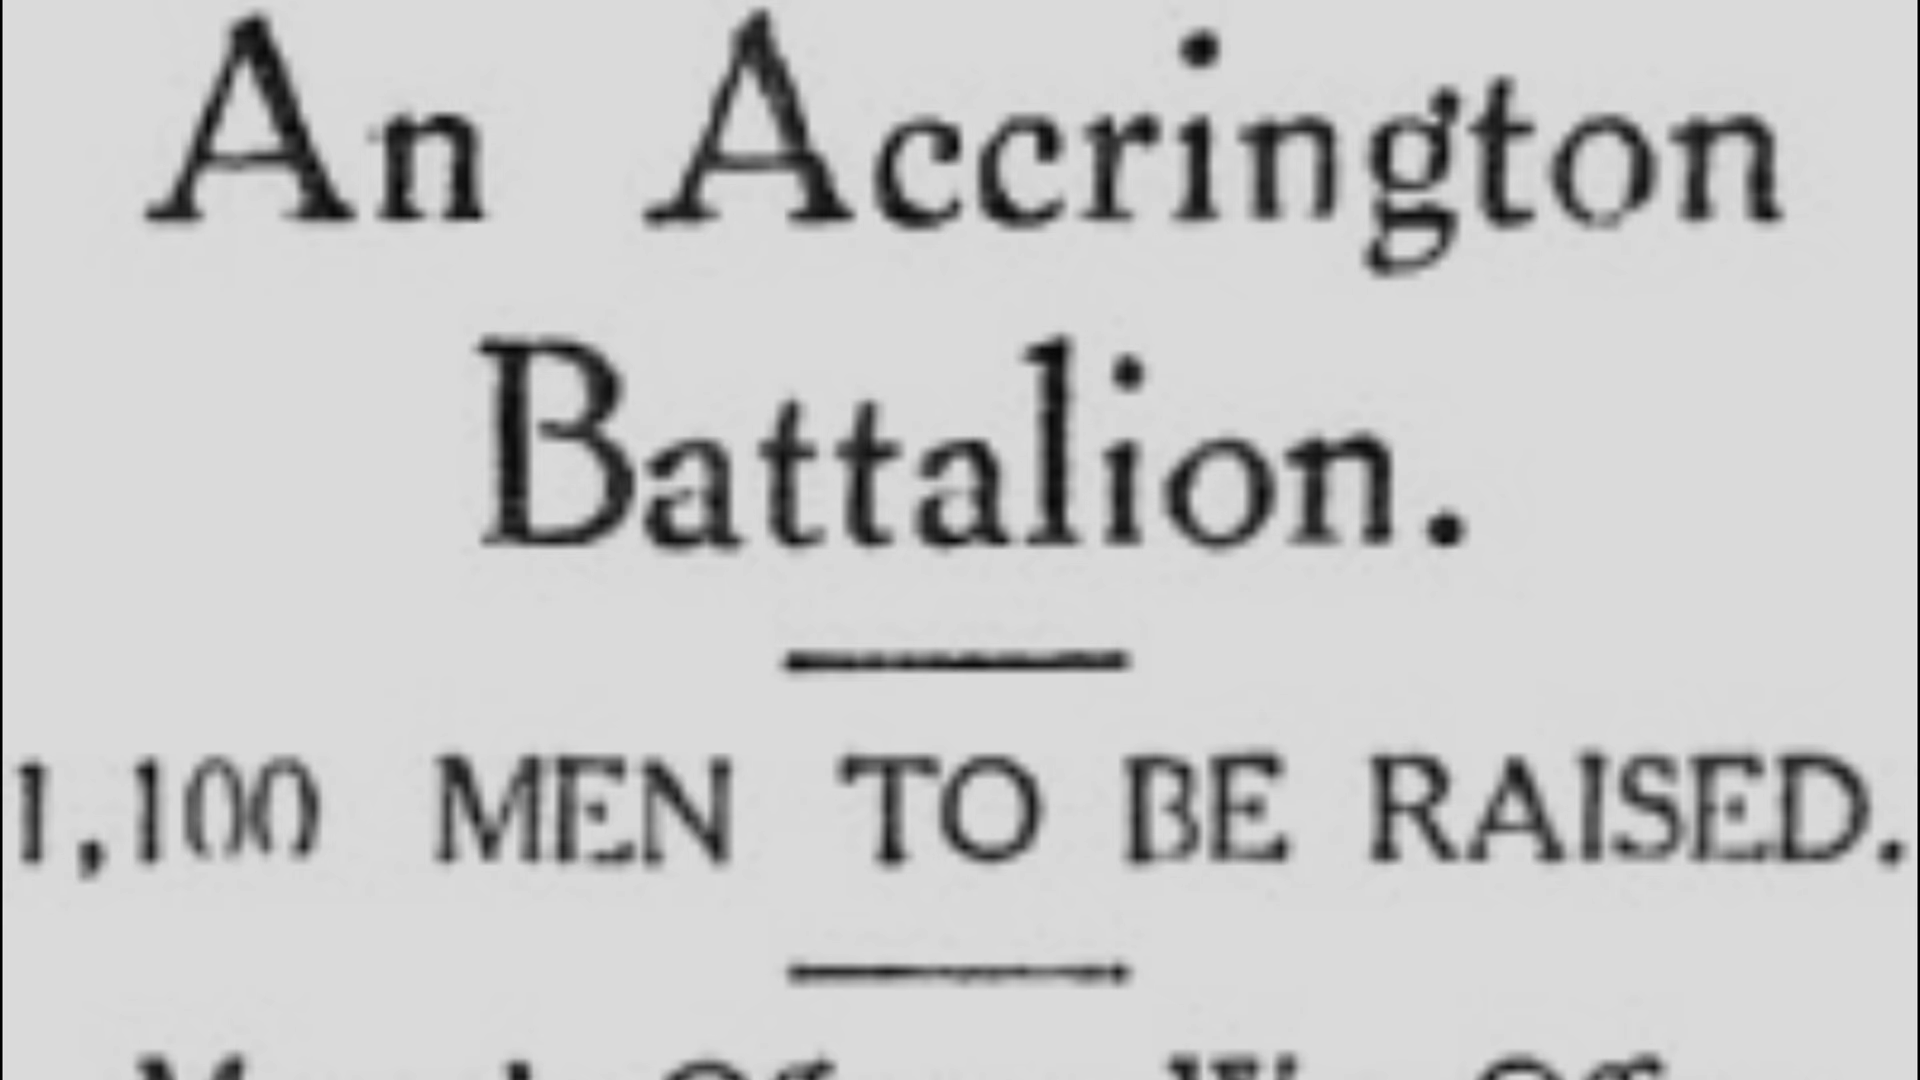 An Accrington
Battalion.
1,100 MEN TO BE RAISED.